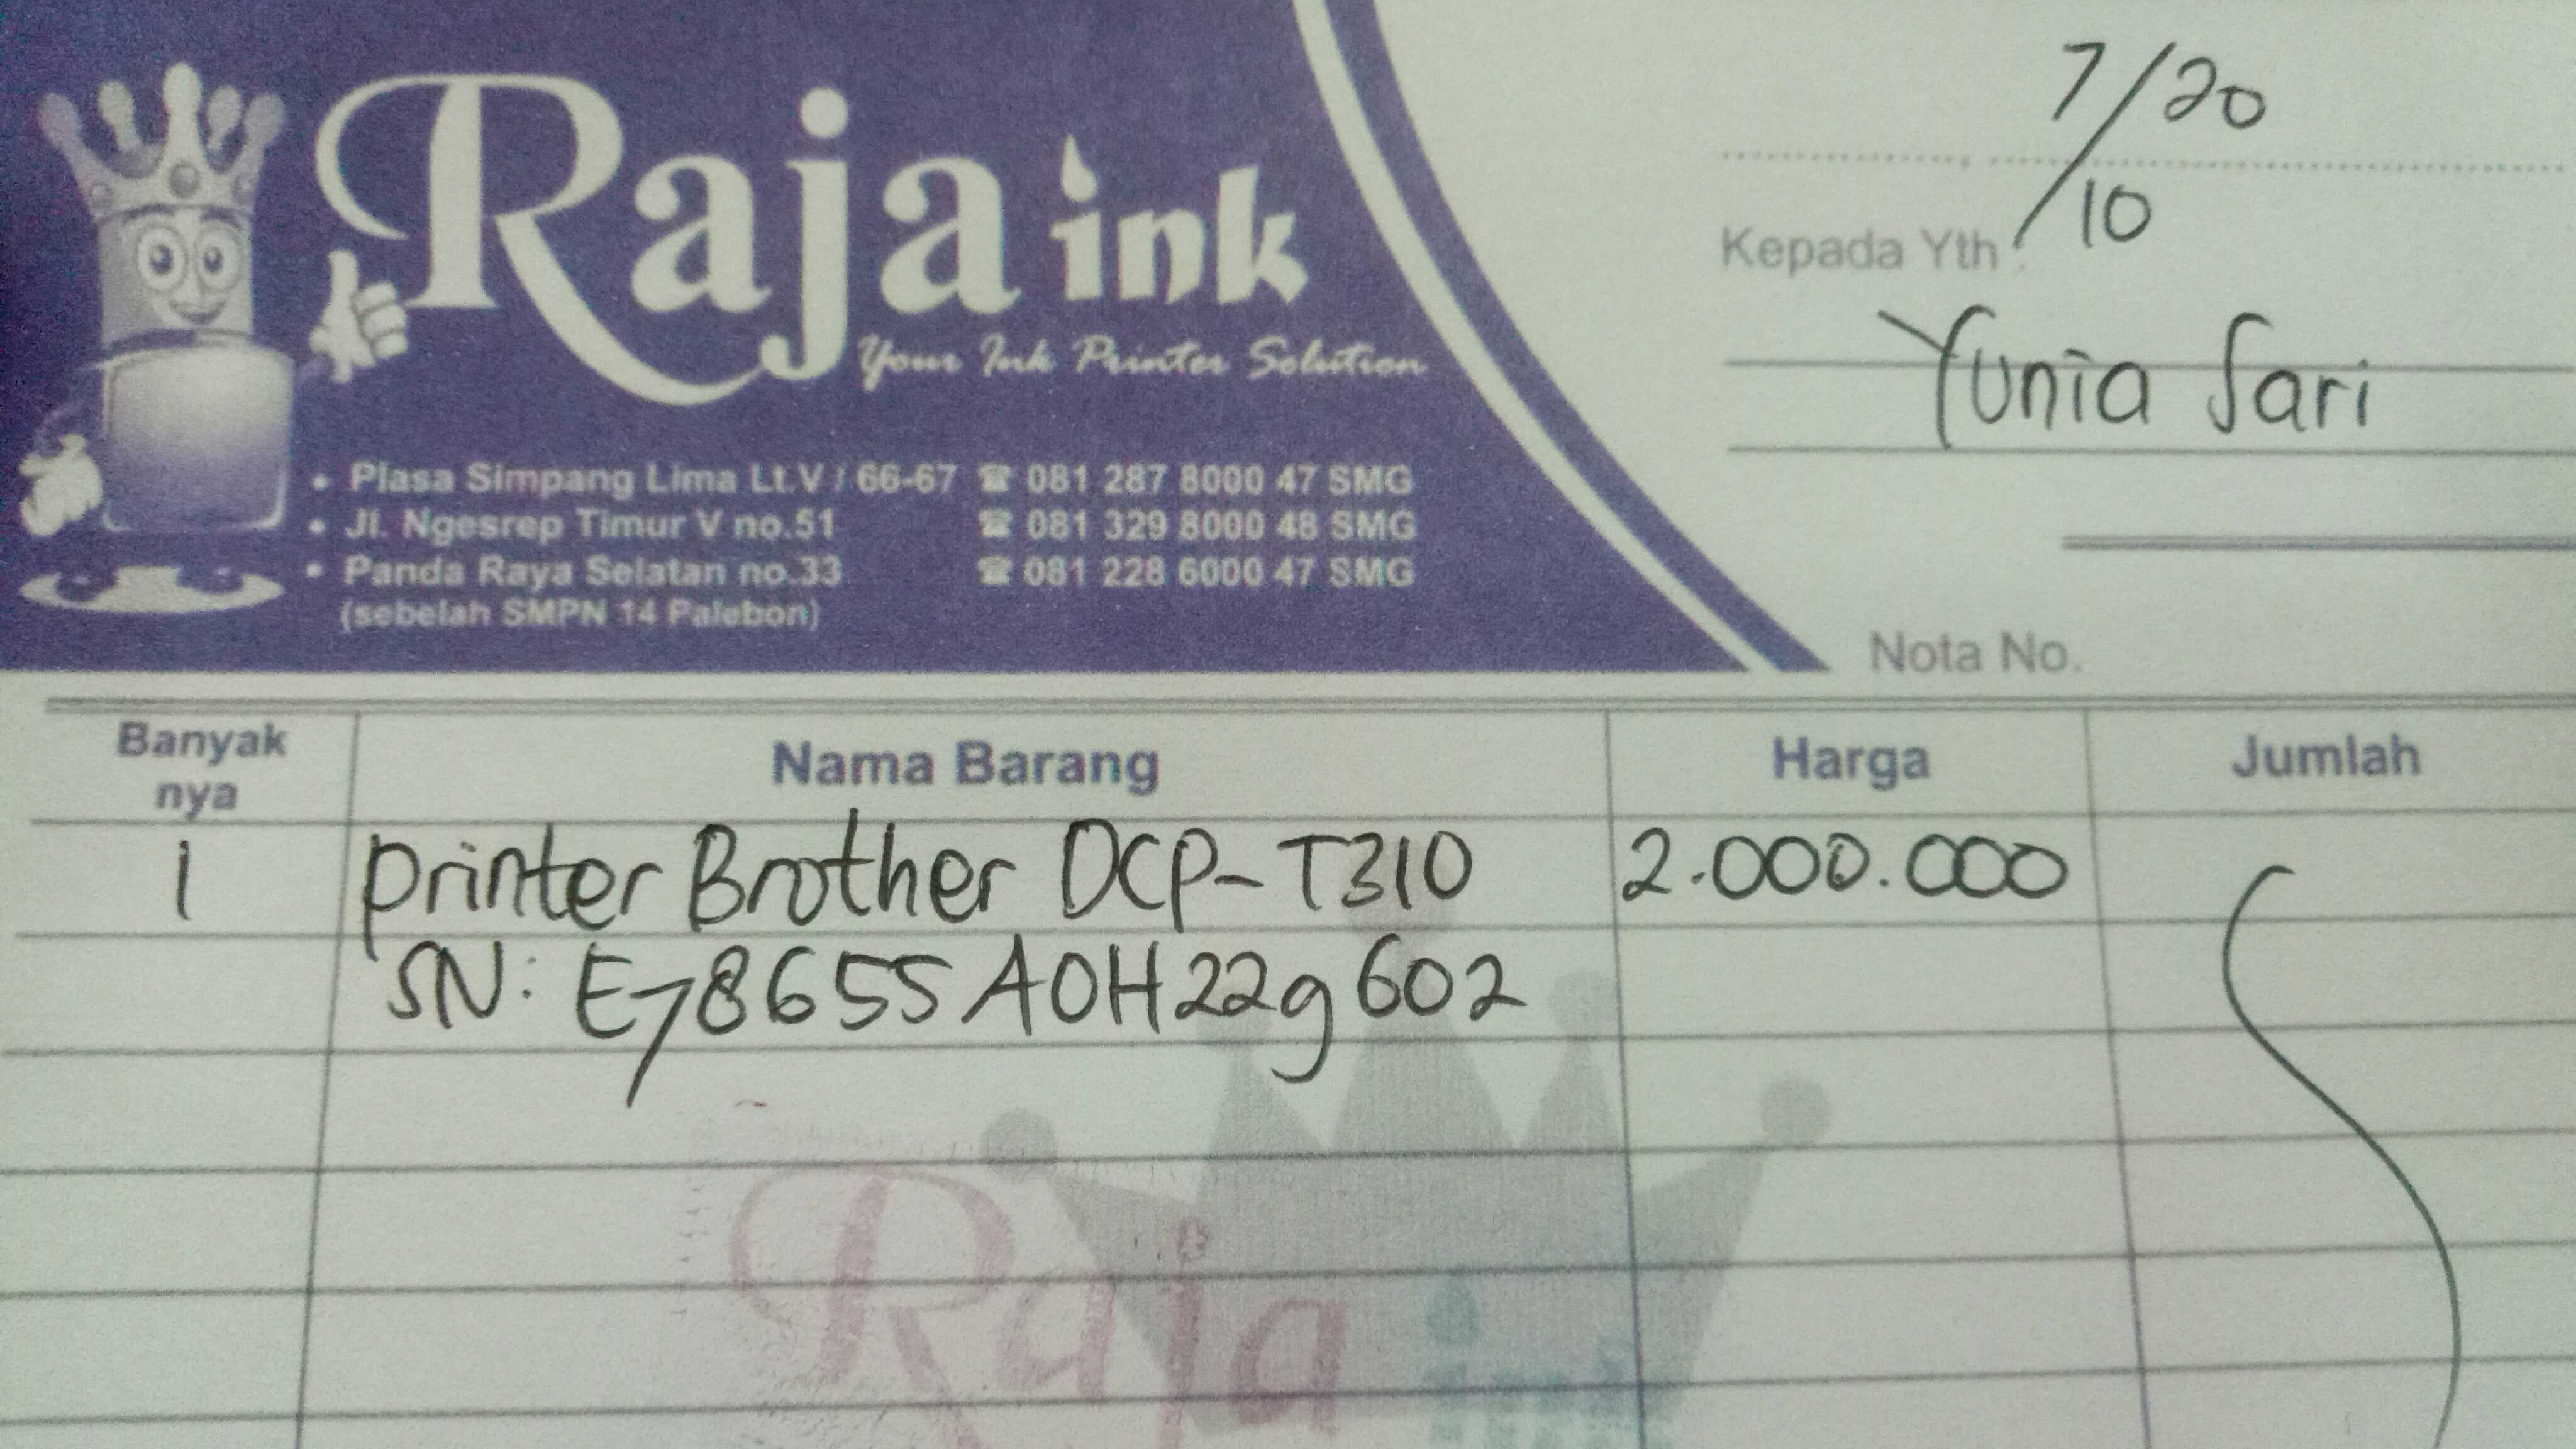 Raja ink
Your Ink Printer Solution
• Plasa Simpang Lima Lt.V / 66-67 ☎ 081 287 8000 47 SMG
• Jl. Ngesrep Timur V no.51 ☎ 081 329 8000 48 SMG
• Panda Raya Selatan no.33 ☎ 081 228 6000 47 SMG
(sebelah SMPN 14 Palebon)
7/10 20
Kepada Yth :
Yunia Sari
Nota No.
Banyak nya Nama Barang Harga Jumlah
1 Printer Brother DCP-T310 2.000.000
SN: E78655A0H229602
Raja ink